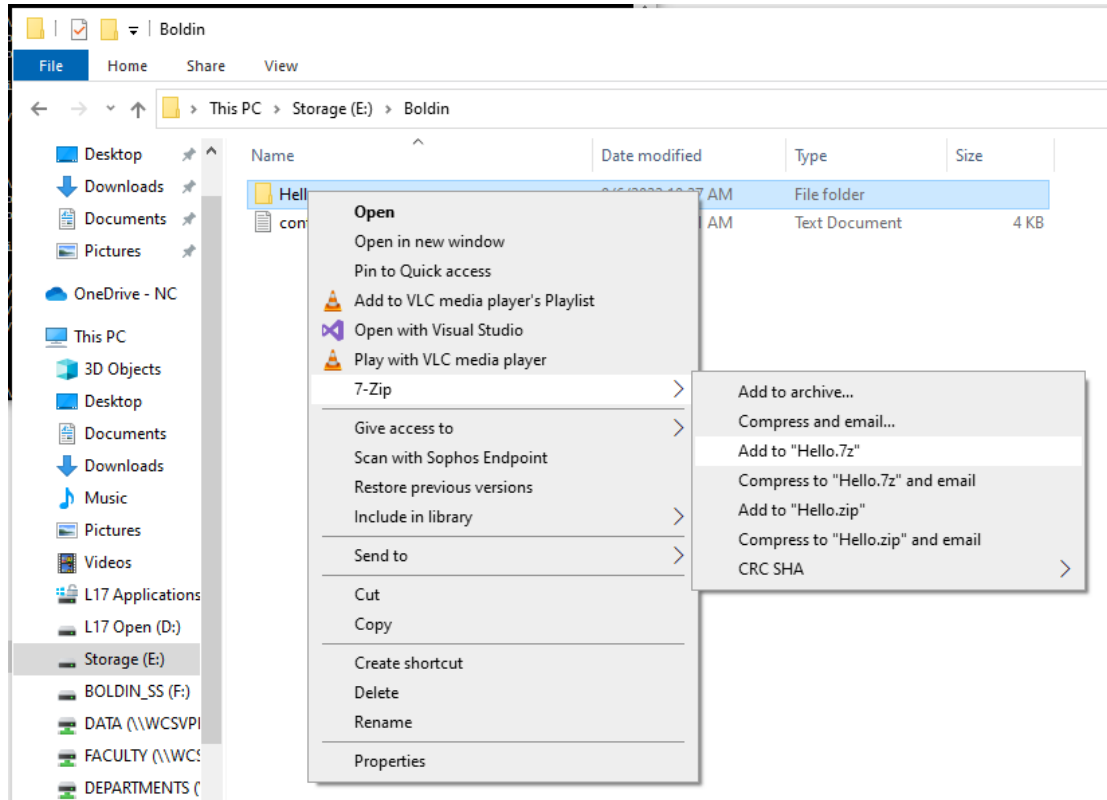 Boldin
File Home Share View
This PC > Storage (E:) > Boldin
Name Date modified Type Size
Desktop
Downloads
Documents
Pictures
OneDrive - NC
This PC
3D Objects
Desktop
Documents
Downloads
Music
Pictures
Videos
L17 Applications
L17 Open (D:)
Storage (E:)
BOLDIN_SS (F:)
DATA (\\WCSVPI
FACULTY (\\WCS
DEPARTMENTS (
Hell AM File folder
con AM Text Document 4 KB
Open
Open in new window
Pin to Quick access
Add to VLC media player's Playlist
Open with Visual Studio
Play with VLC media player
7-Zip
Give access to
Scan with Sophos Endpoint
Restore previous versions
Include in library
Send to
Cut
Copy
Create shortcut
Delete
Rename
Properties
Add to archive...
Compress and email...
Add to "Hello.7z"
Compress to "Hello.7z" and email
Add to "Hello.zip"
Compress to "Hello.zip" and email
CRC SHA